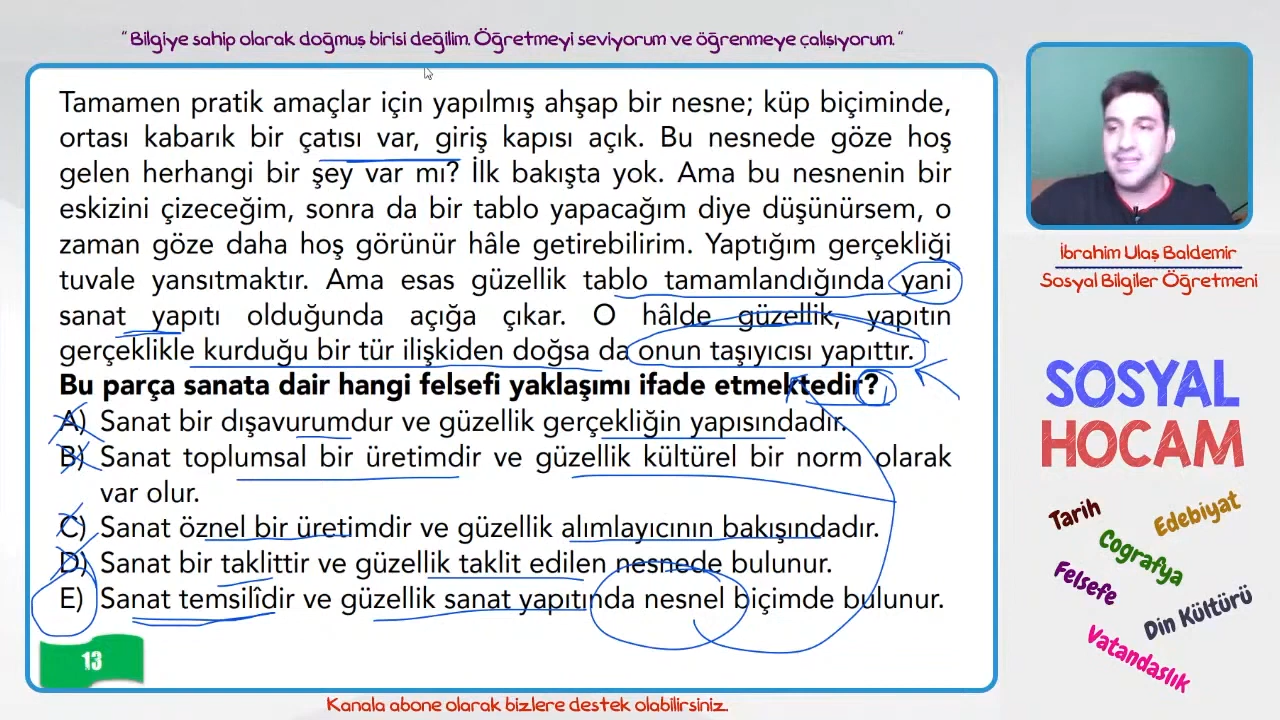 “Bilgiye sahip olarak doğmuş birisi değilim. Öğretmeyi seviyorum ve öğrenmeye çalışıyorum.”
Tamamen pratik amaçlar için yapılmış ahşap bir nesne; küp biçiminde,
ortası kabarık bir çatısı var, giriş kapısı açık. Bu nesnede göze hoş
gelen herhangi bir şey var mı? İlk bakışta yok. Ama bu nesnenin bir
eskizini çizeceğim, sonra da bir tablo yapacağım diye düşünürsem, o
zaman göze daha hoş görünür hâle getirebilirim. Yaptığım gerçekliği
tuvale yansıtmaktır. Ama esas güzellik tablo tamamlandığında yani
sanat yapıtı olduğunda açığa çıkar. O hâlde güzellik, yapıtın
gerçeklikle kurduğu bir tür ilişkiden doğsa da onun taşıyıcısı yapıttır.
Bu parça sanata dair hangi felsefi yaklaşımı ifade etmektedir?
A) Sanat bir dışavurumdur ve güzellik gerçekliğin yapısındadır.
B) Sanat toplumsal bir üretimdir ve güzellik kültürel bir norm olarak
var olur.
C) Sanat öznel bir üretimdir ve güzellik alımlayıcının bakışındadır.
D) Sanat bir taklittir ve güzellik taklit edilen nesnede bulunur.
E) Sanat temsilîdir ve güzellik sanat yapıtında nesnel biçimde bulunur.
13
Kanala abone olarak bizlere destek olabilirsiniz.
İbrahim Ulaş Baldemir
Sosyal Bilgiler Öğretmeni
SOSYAL
HOCAM
Tarih
Edebiyat
Coğrafya
Felsefe
Din Kültürü
Vatandaslık